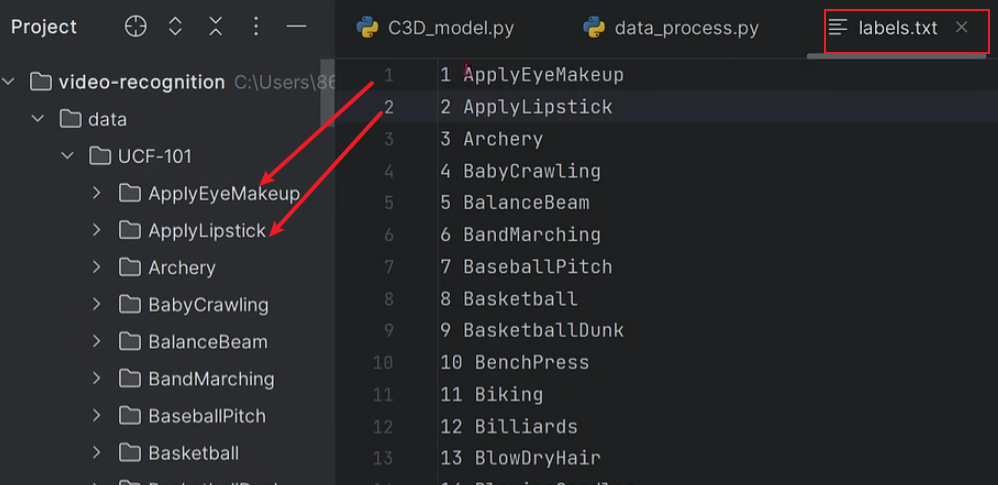 Project
video-recognition C:\Users\86
data
UCF-101
ApplyEyeMakeup
ApplyLipstick
Archery
BabyCrawling
BalanceBeam
BandMarching
BaseballPitch
Basketball
C3D_model.py
data_process.py
labels.txt
1 1 ApplyEyeMakeup
2 2 ApplyLipstick
3 3 Archery
4 4 BabyCrawling
5 5 BalanceBeam
6 6 BandMarching
7 7 BaseballPitch
8 8 Basketball
9 9 BasketballDunk
10 10 BenchPress
11 11 Biking
12 12 Billiards
13 13 BlowDryHair